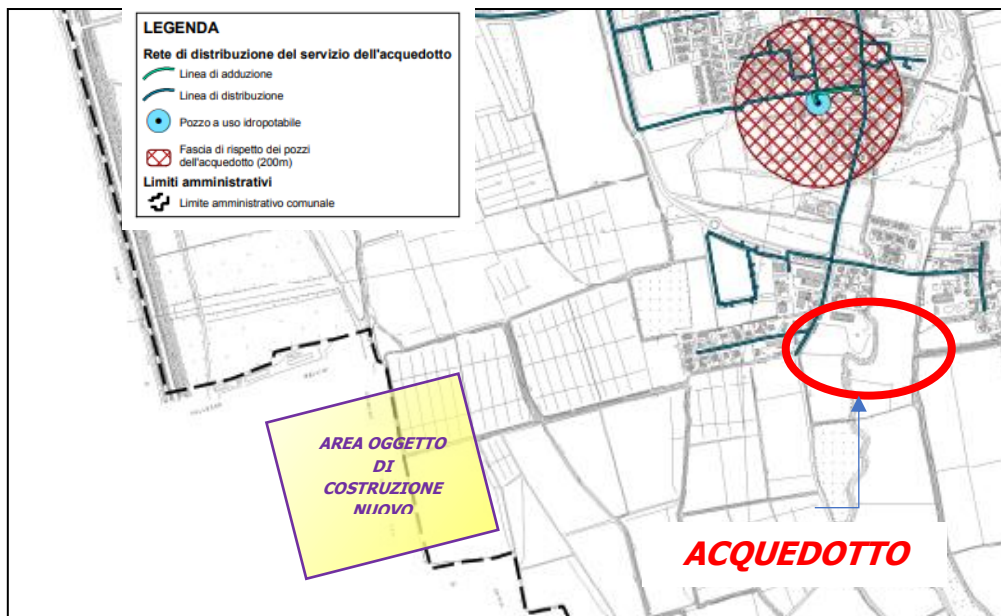 LEGENDA
Rete di distribuzione del servizio dell'acquedotto
Linea di adduzione
Linea di distribuzione
Pozzo a uso idropotabile
Fascia di rispetto dei pozzi
dell'acquedotto (200m)
Limiti amministrativi
Limite amministrativo comunale
AREA OGGETTO
DI
COSTRUZIONE
NUOVO
ACQUEDOTTO